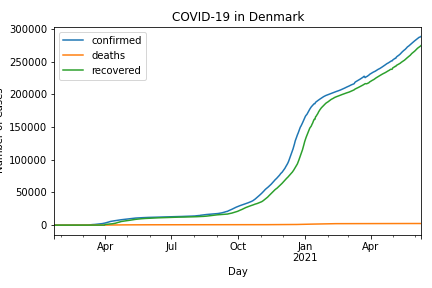 COVID-19 in Denmark
300000
250000
200000
150000
100000
50000
0
confirmed
deaths
recovered
Apr
Jul
Oct
Jan
2021
Apr
Day